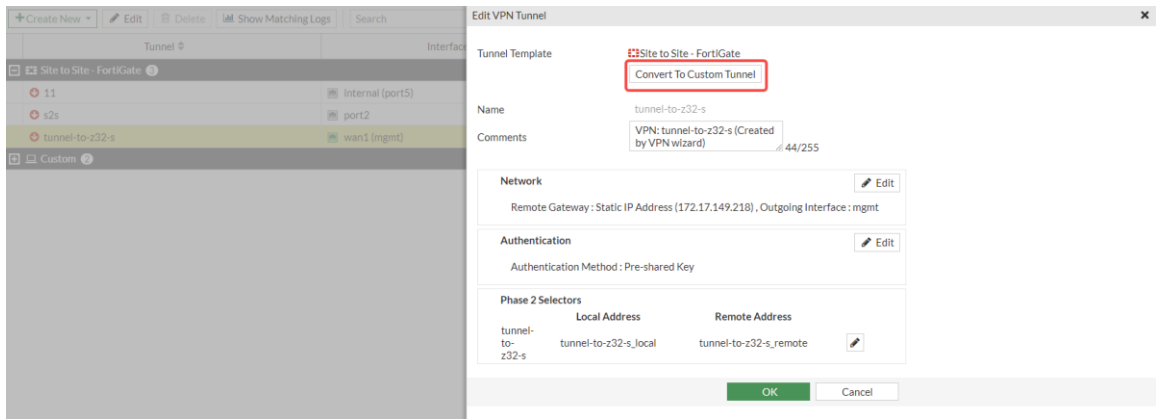 Create New Edit Delete Show Matching Logs Search
Tunnel Interfac
Site to Site - FortiGate 3
11 internal (port5)
s2s port2
tunnel-to-z32-s wan1 (mgmt)
Custom 2
Edit VPN Tunnel
Tunnel Template Site to Site - FortiGate
Convert To Custom Tunnel
Name tunnel-to-z32-s
Comments VPN: tunnel-to-z32-s (Created
by VPN wizard) 44/255
Network Edit
Remote Gateway : Static IP Address (172.17.149.218) , Outgoing Interface : mgmt
Authentication Edit
Authentication Method : Pre-shared Key
Phase 2 Selectors
Local Address Remote Address
tunnel-
to- tunnel-to-z32-s_local tunnel-to-z32-s_remote
z32-s
OK Cancel